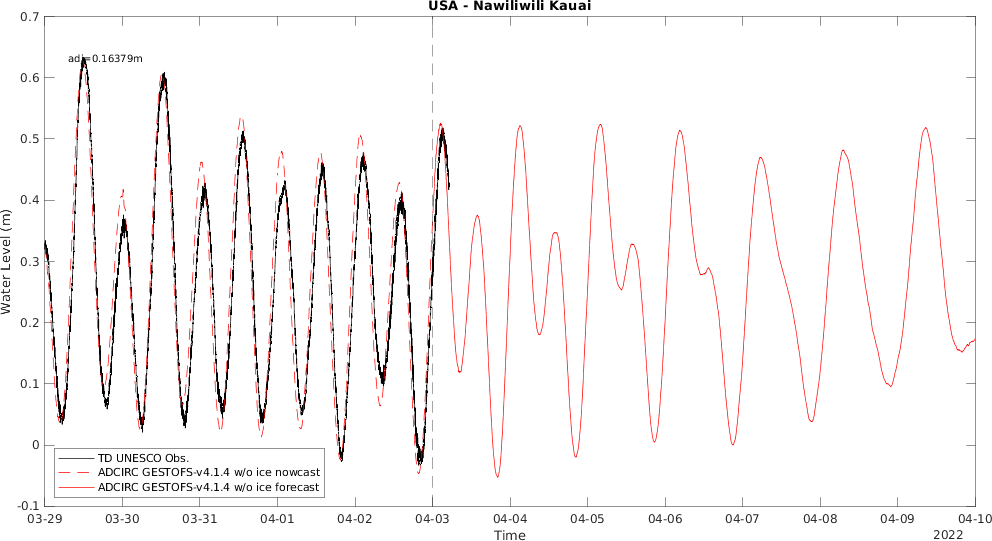 USA - Nawiliwili Kauai
adj=0.16379m
0.7
0.6
0.5
0.4
0.3
0.2
0.1
0
-0.1
Water Level (m)
TD UNESCO Obs.
ADCIRC GESTOFS-v4.1.4 w/o ice nowcast
ADCIRC GESTOFS-v4.1.4 w/o ice forecast
03-29 03-30 03-31 04-01 04-02 04-03 04-04 04-05 04-06 04-07 04-08 04-09 04-10
Time
2022